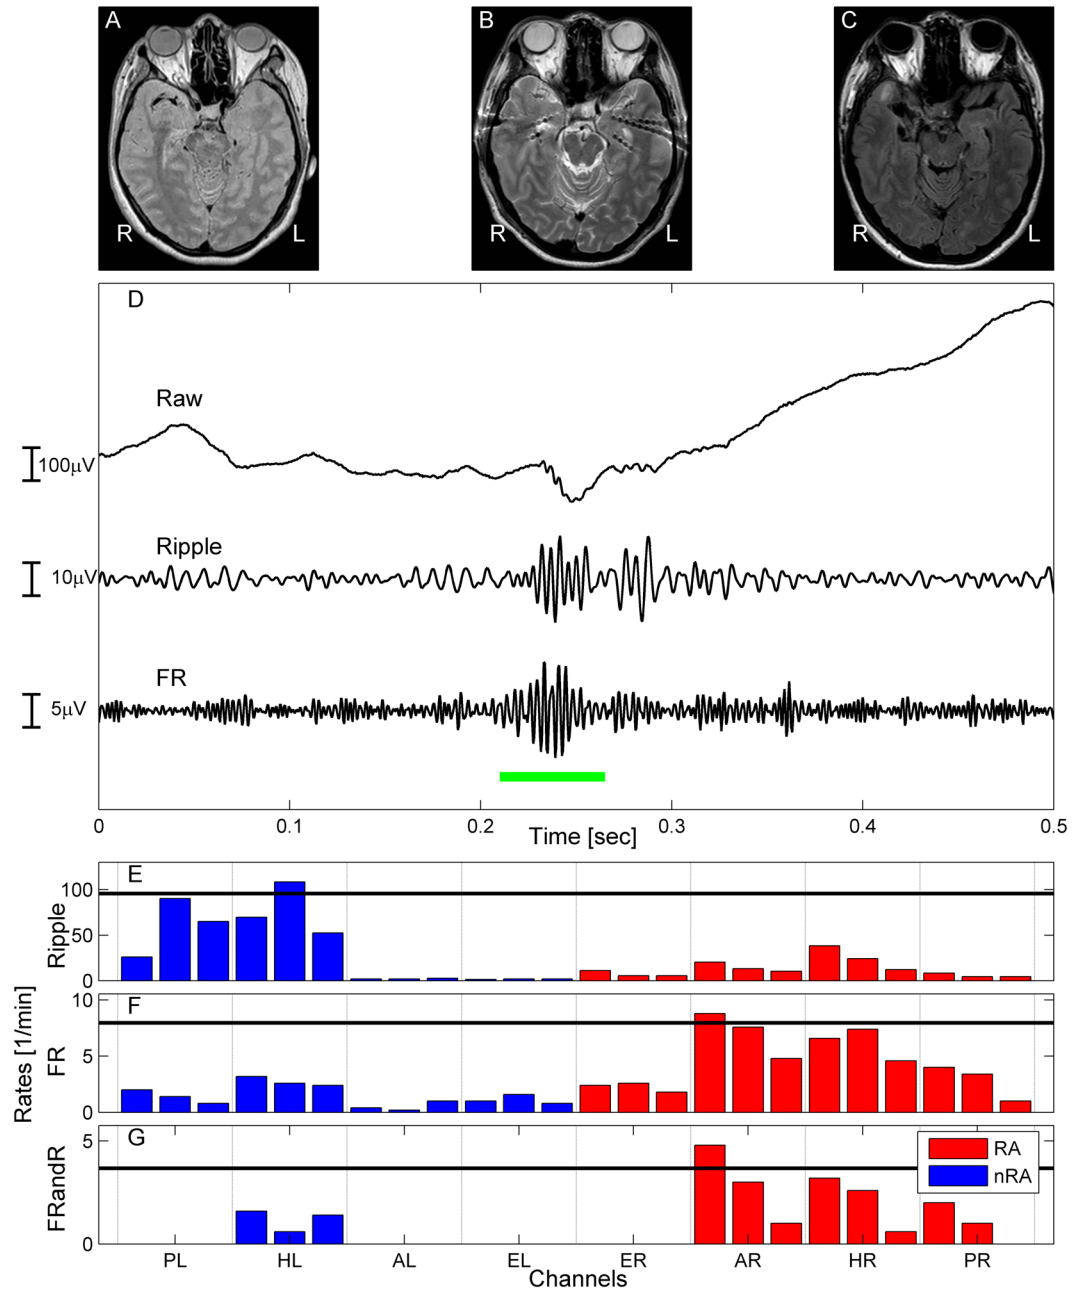 A
B
C
R
L
R
L
R
L
D
Raw
100μV
Ripple
10μV
FR
5μV
0
0.1
0.2
0.3
0.4
0.5
Time [sec]
Rates [1/min]
E
Ripple
100
50
0
F
FR
10
5
0
G
FRandR
5
0
RA
nRA
PL
HL
AL
EL
ER
AR
HR
PR
Channels